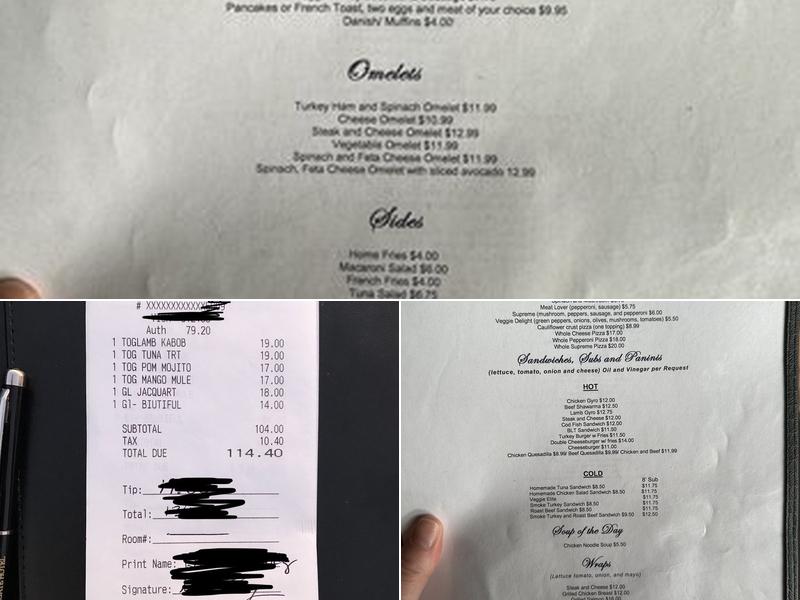 Pancakes or French Toast, two eggs and meat of your choice $9.95
Danish/ Muffins $4.00
Omelets
Turkey Ham and Spinach Omelet $11.99
Cheese Omelet $10.99
Steak and Cheese Omelet $12.99
Vegetable Omelet $11.99
Spinach and Feta Cheese Omelet $11.99
Spinach, Feta Cheese Omelet with sliced avocado 12.99
Sides
Home Fries $4.00
Macaroni Salad $6.00
French Fries $4.00
Tuna Salad $6.75
# XXXXXXXXXXXX
Auth 79.20
1 TOGLAMB KABOB 19.00
1 TOG TUNA TRT 19.00
1 TOG POM MOJITO 17.00
1 TOG MANGO MULE 17.00
1 GL JACQUART 18.00
1 Gl- BIUTIFUL 14.00
SUBTOTAL 104.00
TAX 10.40
TOTAL DUE 114.40
Tip:
Total:
Room#:
Print Name:
Signature:
Meat Lover (pepperoni, sausage) $5.75
Supreme (mushroom, peppers, sausage, and pepperoni $6.00
Veggie Delight (green peppers, onions, olives, mushrooms, tomatoes) $5.50
Cauliflower crust pizza (one topping) $8.99
Whole Cheese Pizza $17.00
Whole Pepperoni Pizza $18.00
Whole Supreme Pizza $20.00
Sandwiches, Subs and Paninis
(lettuce, tomato, onion and cheese) Oil and Vinegar per Request
HOT
Chicken Gyro $12.00
Beef Shawarma $12.50
Lamb Gyro $12.75
Steak and Cheese $12.00
Cod Fish Sandwich $12.00
BLT Sandwich $11.50
Turkey Burger w Fries $11.50
Double Cheeseburger w/ fries $14.00
Cheeseburger $11.00
Chicken Quesadilla $8.99/ Beef Quesadilla $9.99/ Chicken and Beef $11.99
COLD
8' Sub
Homemade Tuna Sandwich $8.50 $11.75
Homemade Chicken Salad Sandwich $8.50 $11.75
Veggie Elite $11.75
Smoke Turkey Sandwich $8.50 $11.75
Roast Beef Sandwich $8.50 $11.75
Smoke Turkey and Roast Beef Sandwich $9.50 $12.50
Soup of the Day
Chicken Noodle Soup $5.50
Wraps
(Lettuce tomato, onion, and mayo)
Steak and Cheese $12.00
Grilled Chicken Breast $12.00